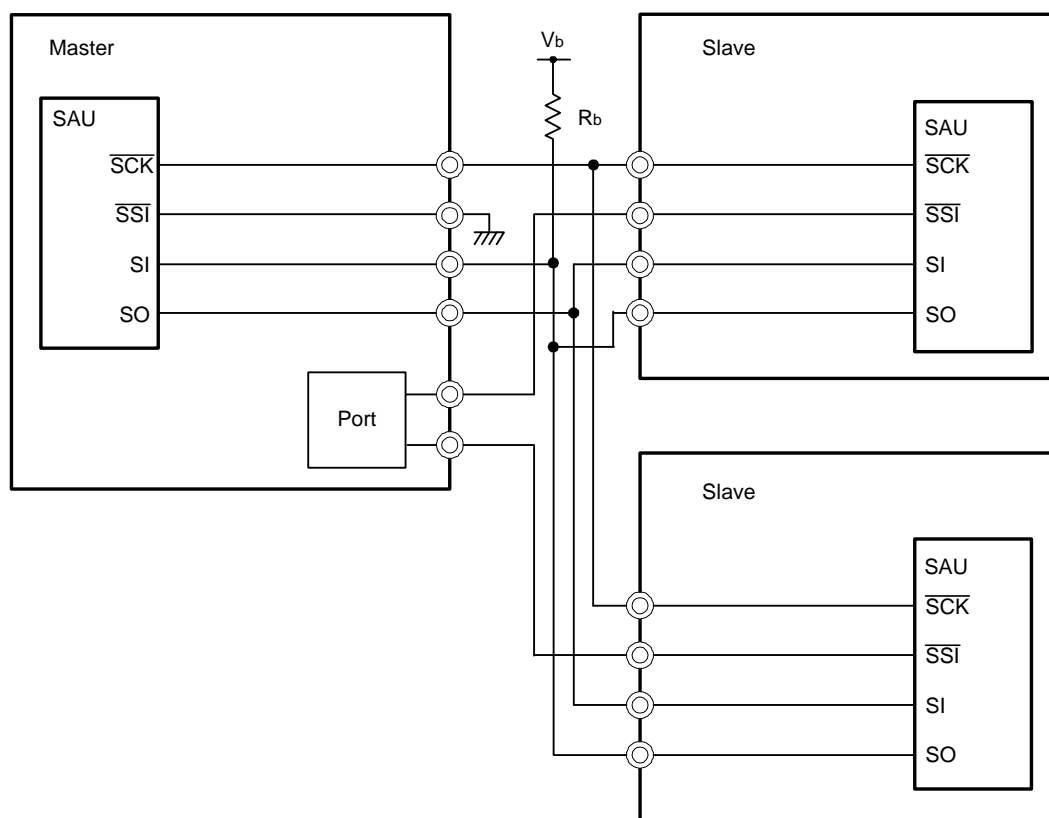 Master
SAU
SCK
SSI
SI
SO
Port
Vb
Rb
Slave
SAU
SCK
SSI
SI
SO
Slave
SAU
SCK
SSI
SI
SO